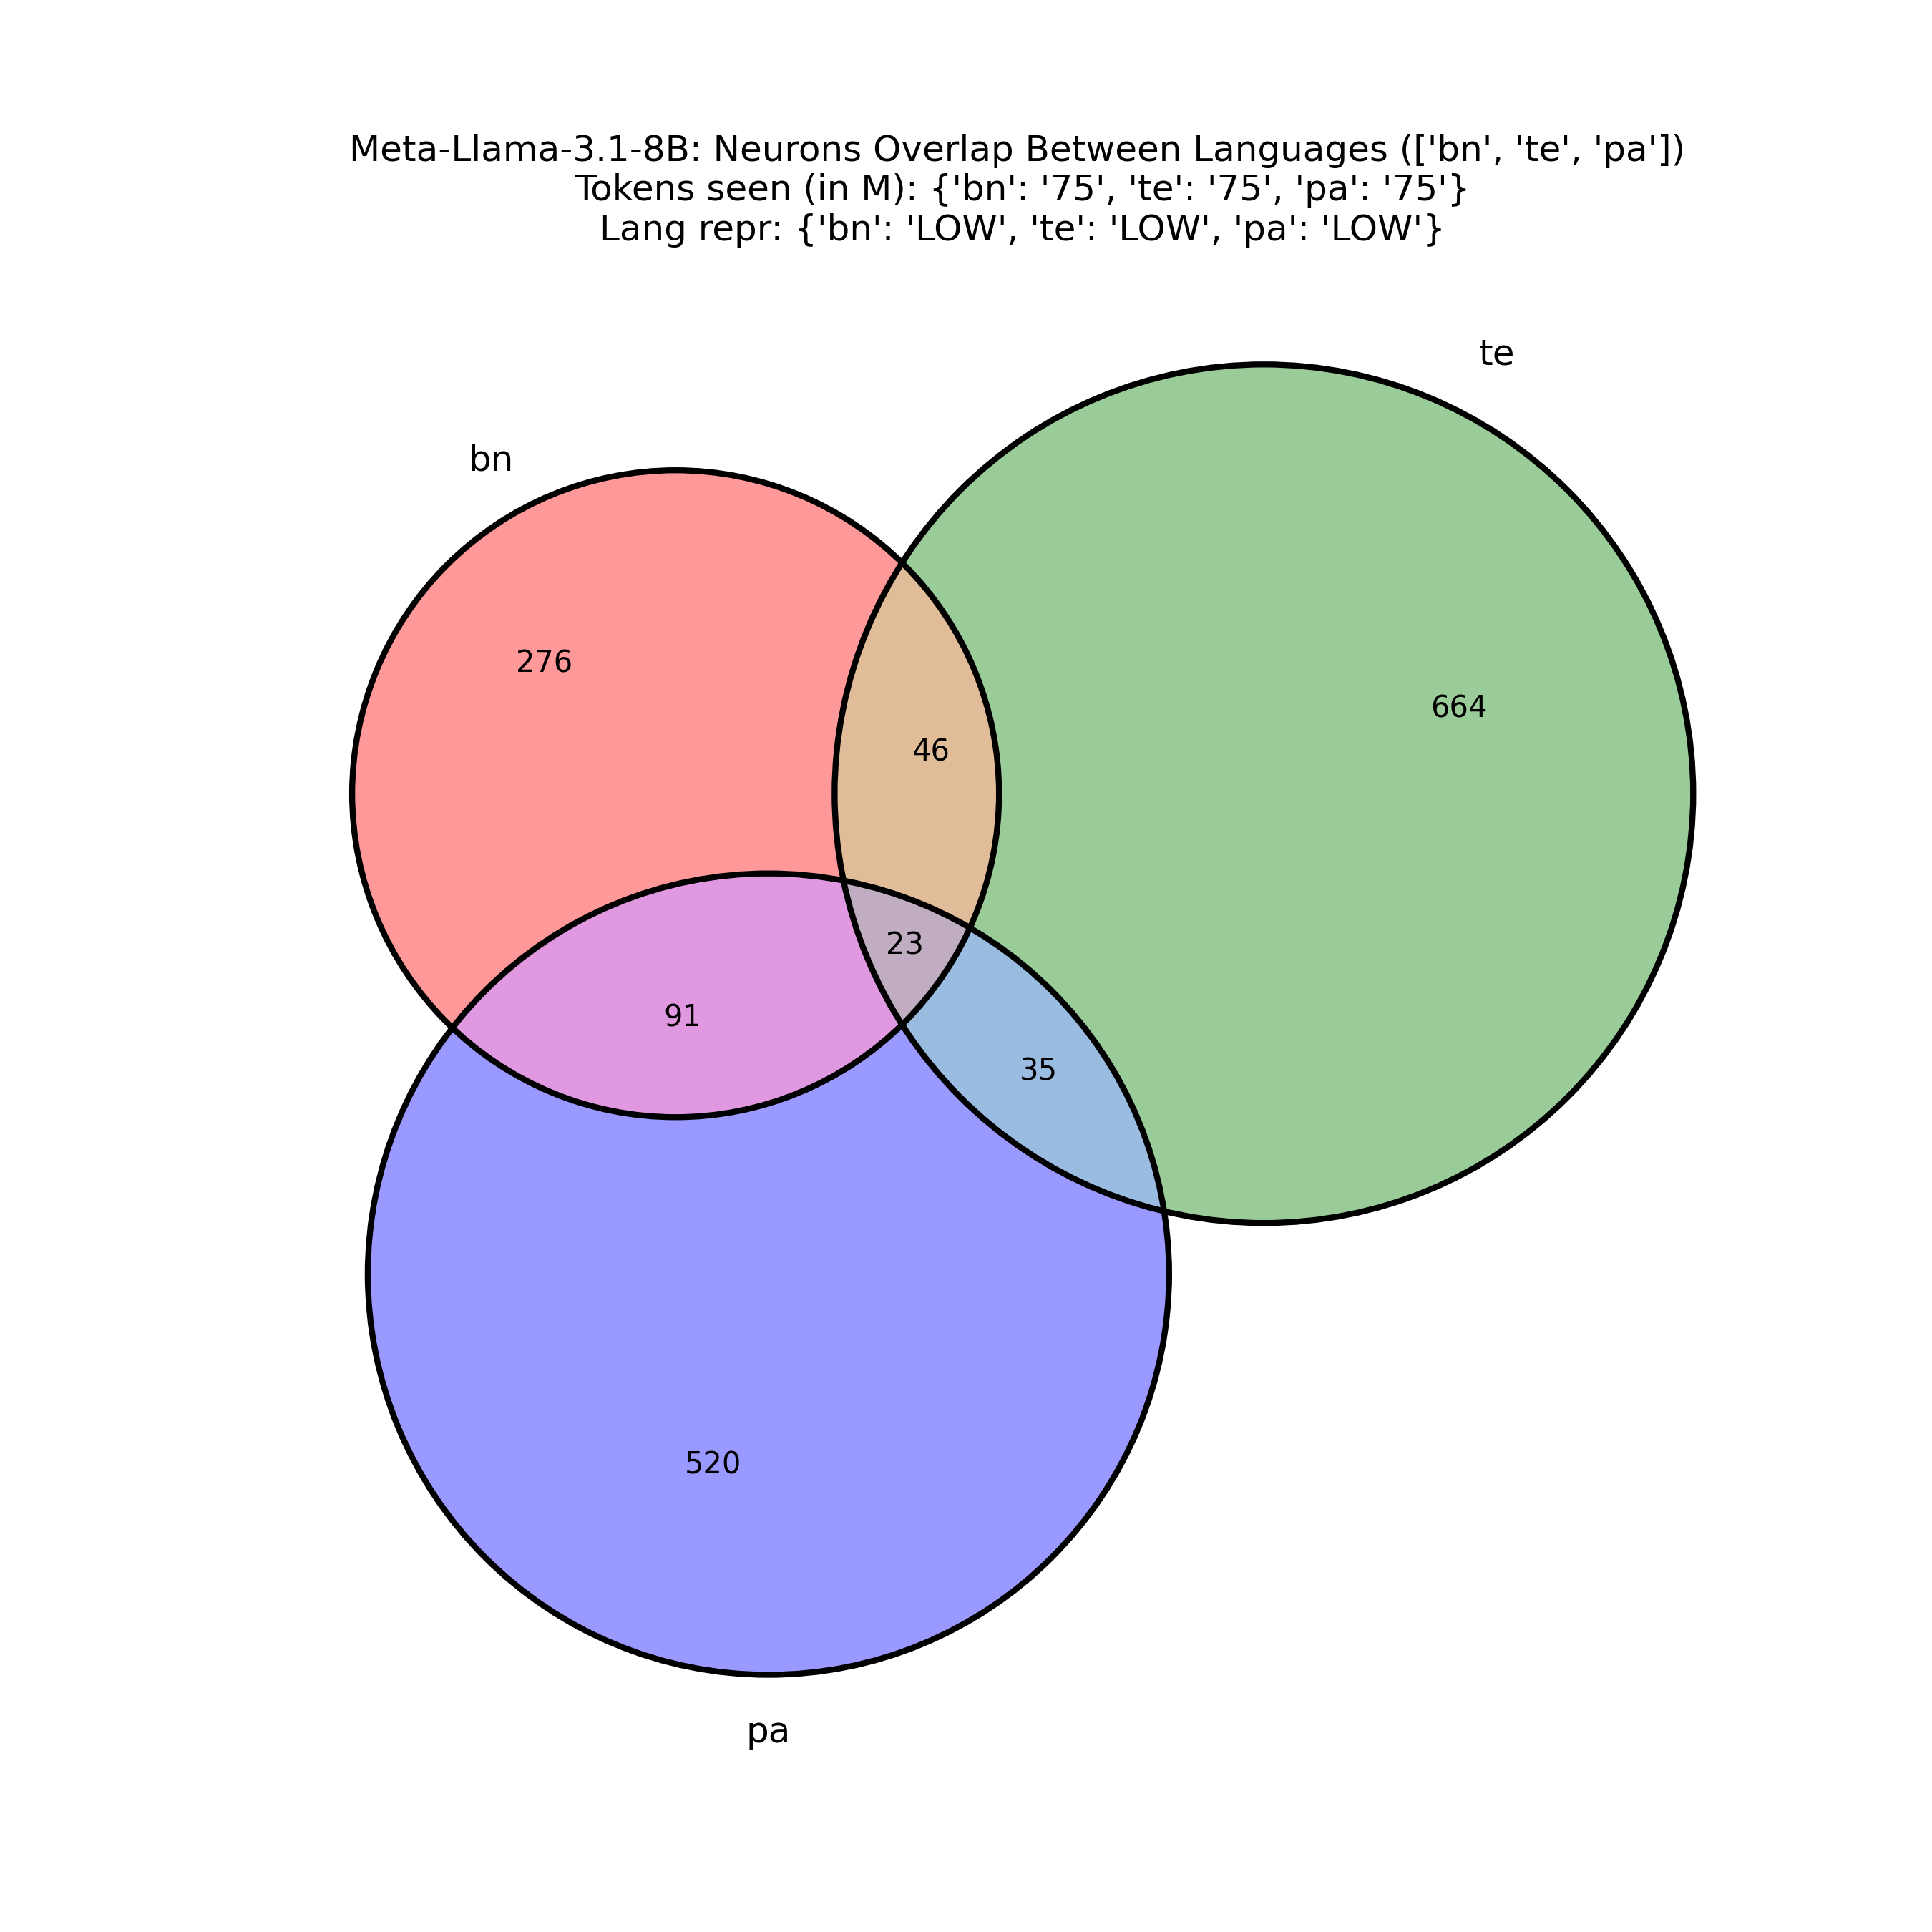 Meta-Llama-3.1-8B: Neurons Overlap Between Languages (['bn', 'te', 'pa'])
Tokens seen (in M): {'bn': '75', 'te': '75', 'pa': '75'}
Lang repr: {'bn': 'LOW', 'te': 'LOW', 'pa': 'LOW'}
te
bn
276
664
46
23
91
35
520
pa